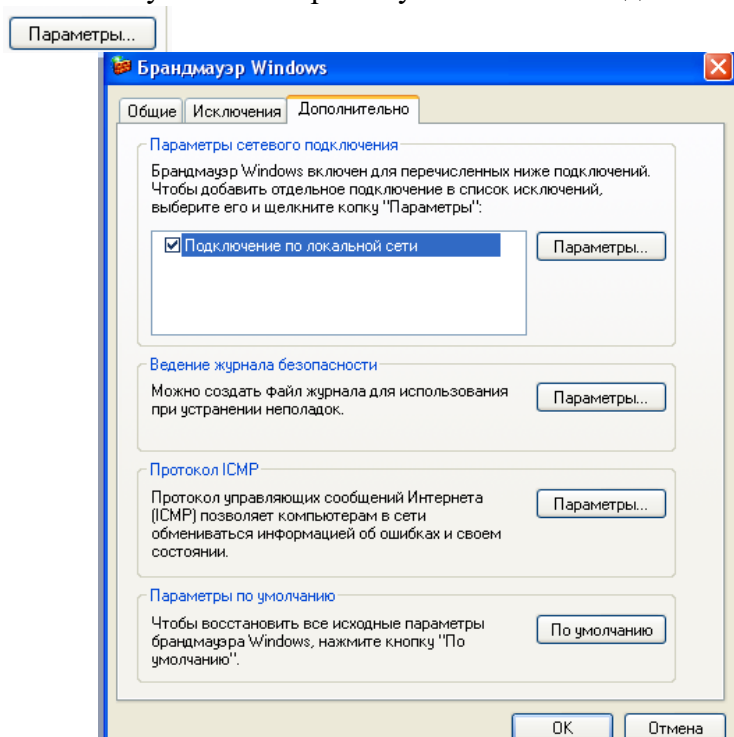 Параметры...
Брандмауэр Windows
Общие Исключения Дополнительно
Параметры сетевого подключения
Брандмауэр Windows включен для перечисленных ниже подключений.
Чтобы добавить отдельное подключение в список исключений,
выберите его и щелкните копку "Параметры":
Подключение по локальной сети
Параметры...
Ведение журнала безопасности
Можно создать файл журнала для использования
при устранении неполадок.
Параметры...
Протокол ICMP
Протокол управляющих сообщений Интернета
(ICMP) позволяет компьютерам в сети
обмениваться информацией об ошибках и своем
состоянии.
Параметры...
Параметры по умолчанию
Чтобы восстановить все исходные параметры
брандмауэра Windows, нажмите кнопку "По
умолчанию".
По умолчанию
ОК Отмена